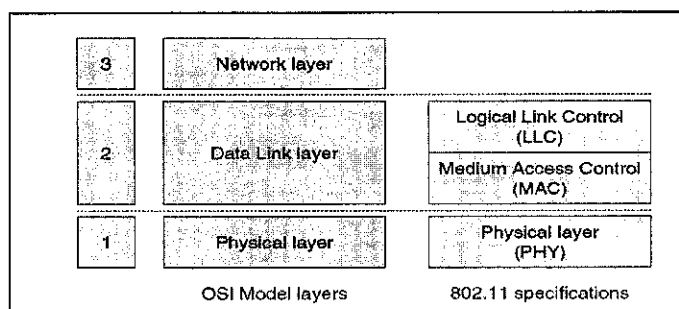 3 Network layer
Logical Link Control
(LLC)
2 Data Link layer
Medium Access Control
(MAC)
1 Physical layer Physical layer
(PHY)
OSI Model layers 802.11 specifications